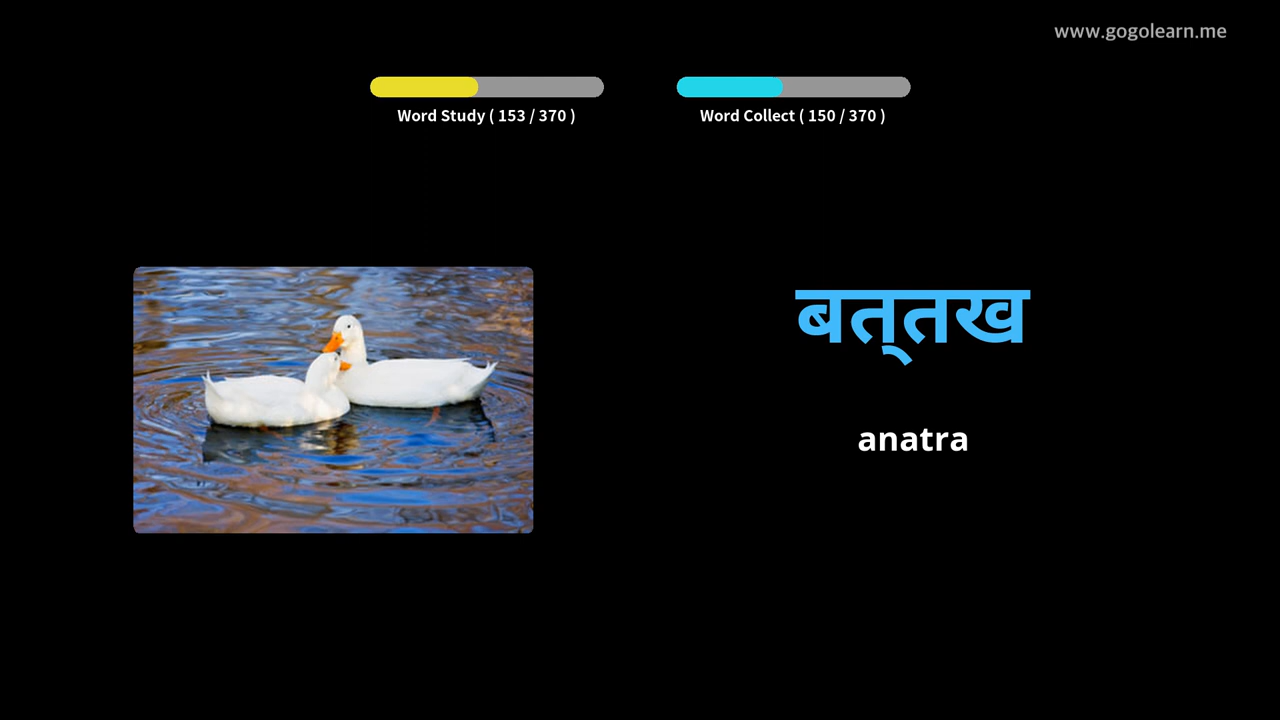 www.gogolearn.me
Word Study ( 153 / 370 )
Word Collect ( 150 / 370 )
बत्‌तख
anatra